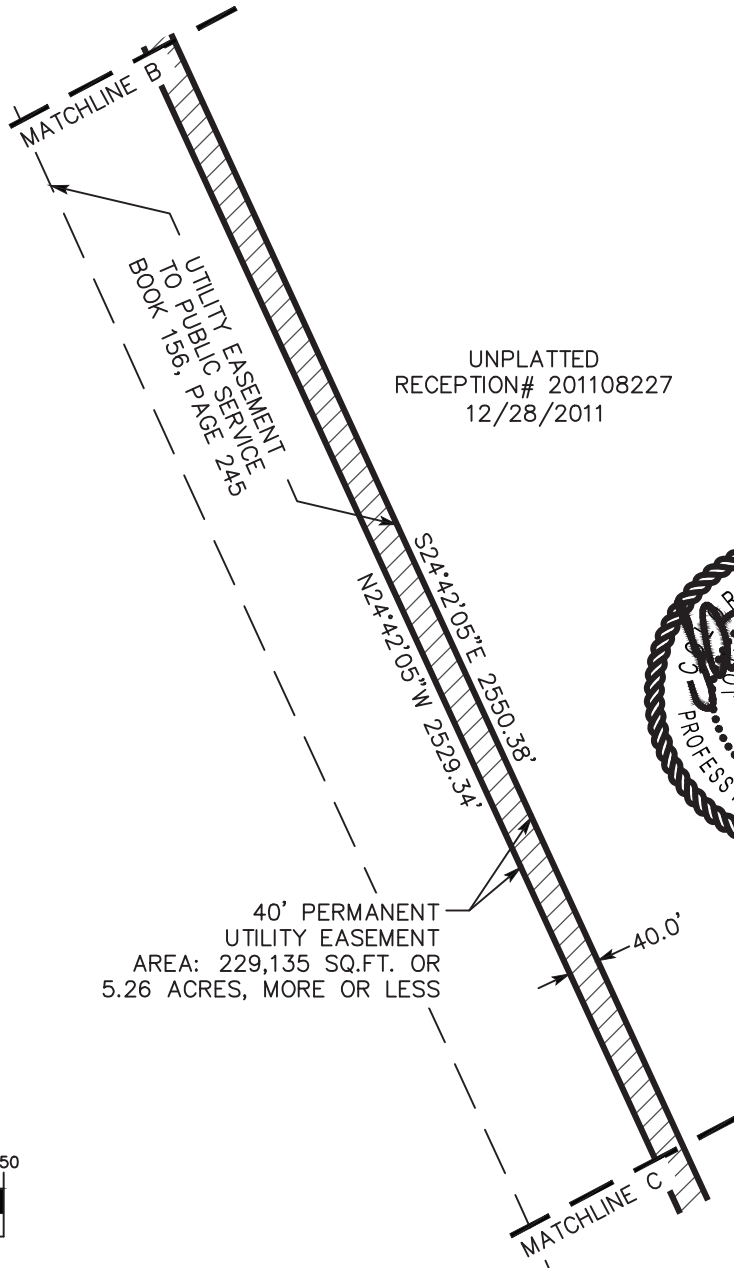 MATCHLINE B
UTILITY EASEMENT
TO PUBLIC SERVICE
BOOK 156, PAGE 245
UNPLATTED
RECEPTION# 201108227
12/28/2011
S24°42'05"E 2550.38'
N24°42'05"W 2529.34'
40' PERMANENT
UTILITY EASEMENT
AREA: 229,135 SQ.FT. OR
5.26 ACRES, MORE OR LESS
40.0'
MATCHLINE C
50